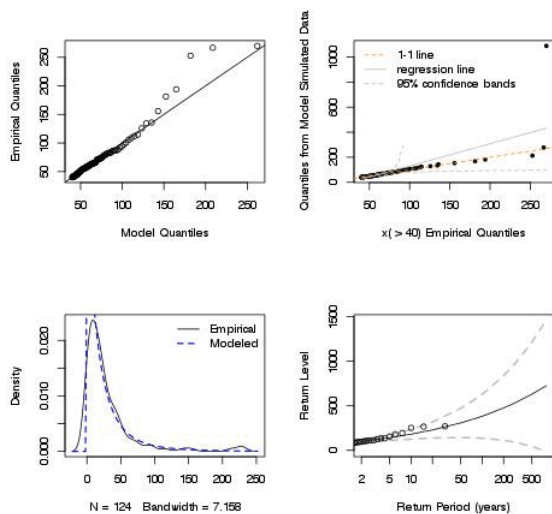 Empirical Quantiles
50
150
250
50
100
150
200
250
Model Quantiles
Quantiles from Model Simulated Data
200
600
1000
1-1 line
regression line
95% confidence bands
50
100
150
200
250
x( > 40) Empirical Quantiles
Density
0.000
0.010
0.020
Empirical
Modeled
0
50
100
150
200
250
N = 124 Bandwidth = 7.158
Return Level
0
500
1000
1500
2
5
10
50
200
500
Return Period (years)